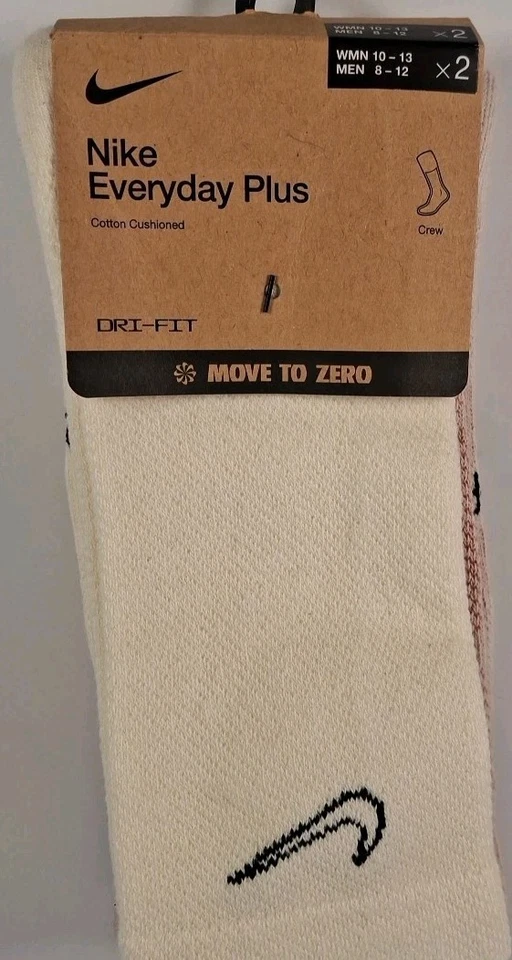 WMN 10 – 13
MEN 8 – 12
×2
WMN 10 – 13
MEN 8 – 12
×2
Nike
Everyday Plus
Cotton Cushioned
Crew
DRI-FIT
MOVE TO ZERO